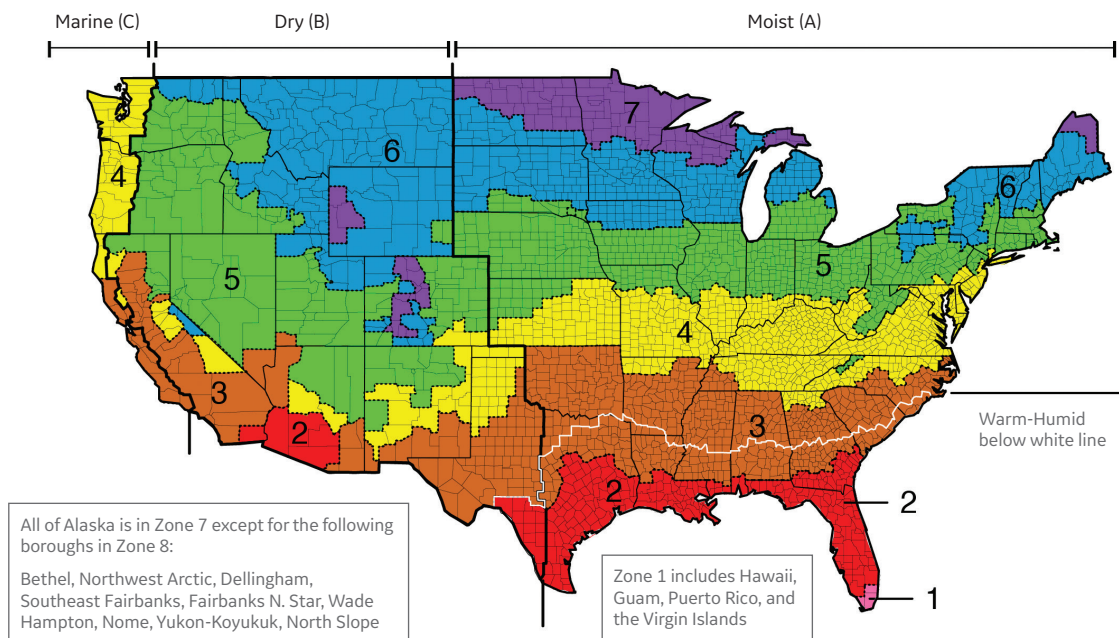 Marine (C)
Dry (B)
Moist (A)
7
6
4
6
5
5
4
3
3
2
2
2
1
Warm-Humid
below white line
All of Alaska is in Zone 7 except for the following
boroughs in Zone 8:
Bethel, Northwest Arctic, Dellingham,
Southeast Fairbanks, Fairbanks N. Star, Wade
Hampton, Nome, Yukon-Koyukuk, North Slope
Zone 1 includes Hawaii,
Guam, Puerto Rico, and
the Virgin Islands